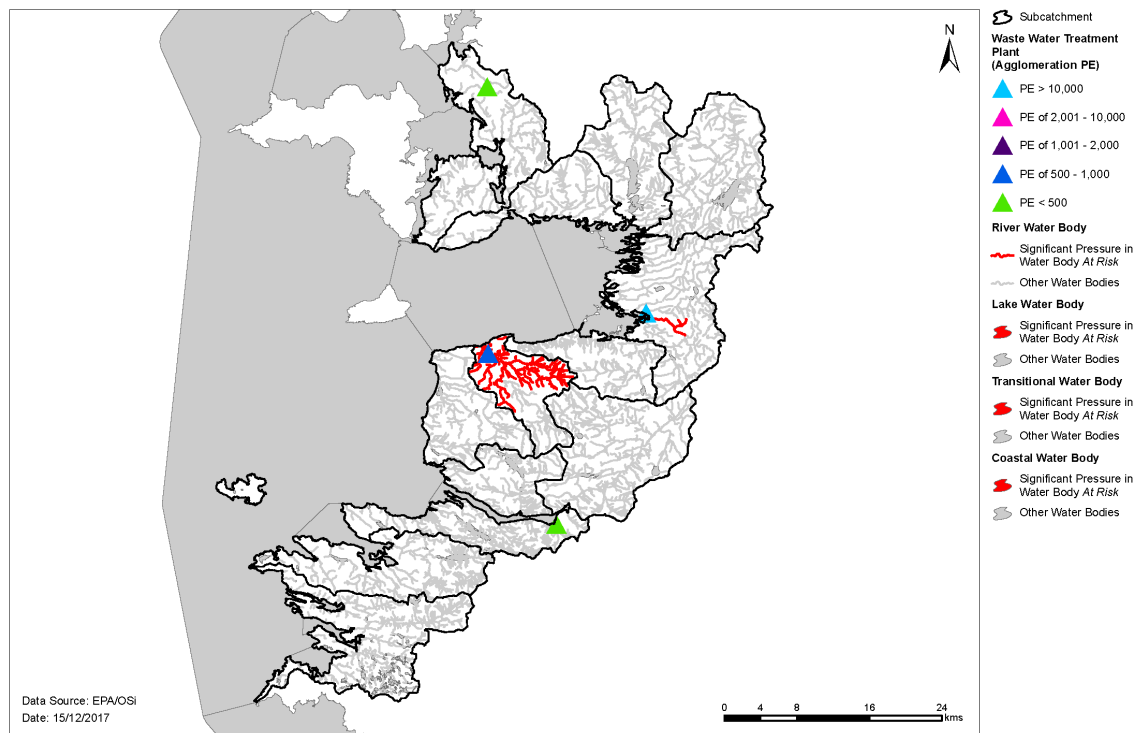 N
Subcatchment
Waste Water Treatment
Plant
(Agglomeration PE)
PE > 10,000
PE of 2,001 - 10,000
PE of 1,001 - 2,000
PE of 500 - 1,000
PE < 500
River Water Body
Significant Pressure in
Water Body At Risk
Other Water Bodies
Lake Water Body
Significant Pressure in
Water Body At Risk
Other Water Bodies
Transitional Water Body
Significant Pressure in
Water Body At Risk
Other Water Bodies
Coastal Water Body
Significant Pressure in
Water Body At Risk
Other Water Bodies
Data Source: EPA/OSi
Date: 15/12/2017
0 4 8 16 24
kms